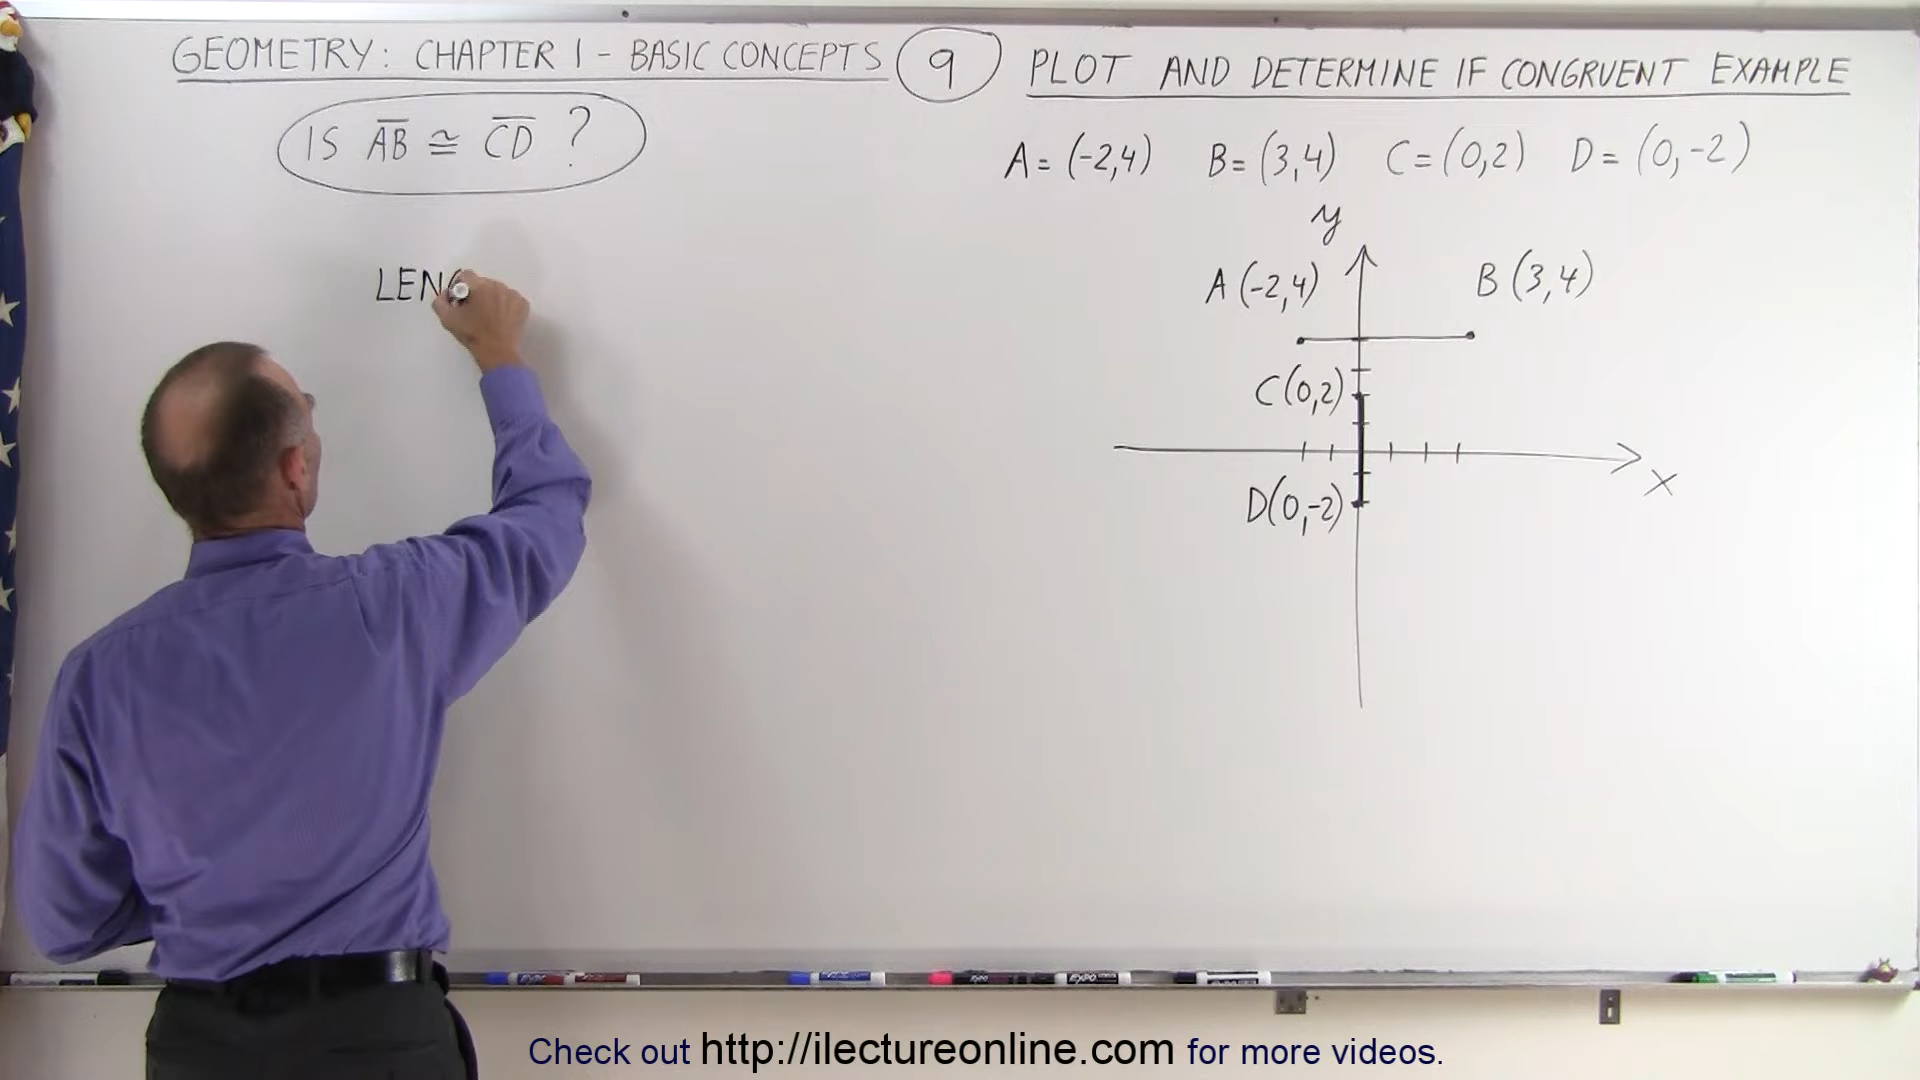 GEOMETRY: CHAPTER 1 - BASIC CONCEPTS 9 PLOT AND DETERMINE IF CONGRUENT EXAMPLE
IS AB ≅ CD ?
A = (-2,4) B = (3,4) C = (0,2) D = (0,-2)
y
A (-2,4) B (3,4)
LENG
C (0,2)
x
D (0,-2)
Check out http://ilectureonline.com for more videos.